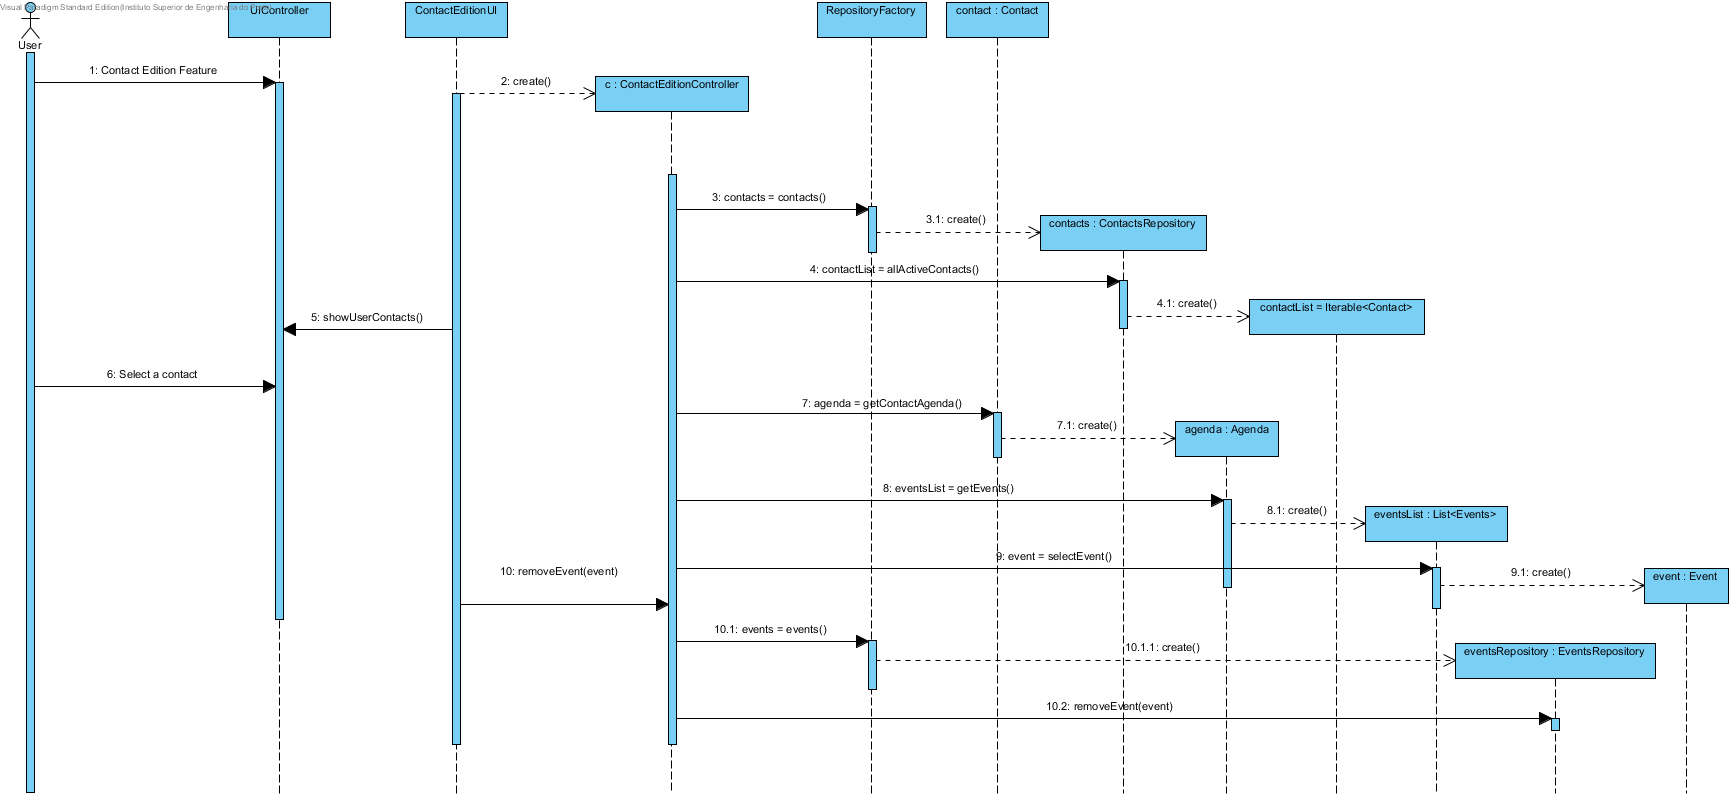 Visual Paradigm Standard Edition(Instituto Superior de Engenharia do
User
UIController
ContactEditionUI
RepositoryFactory
contact : Contact
1: Contact Edition Feature
2: create()
c : ContactEditionController
3: contacts = contacts()
3.1: create()
contacts : ContactsRepository
4: contactList = allActiveContacts()
4.1: create()
contactList = Iterable<Contact>
5: showUserContacts()
6: Select a contact
7: agenda = getContactAgenda()
7.1: create()
agenda : Agenda
8: eventsList = getEvents()
8.1: create()
eventsList : List<Events>
9: event = selectEvent()
9.1: create()
event : Event
10: removeEvent(event)
10.1: events = events()
10.1.1: create()
eventsRepository : EventsRepository
10.2: removeEvent(event)